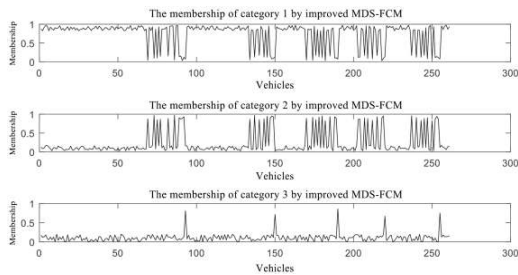 The membership of category 1 by improved MDS-FCM
Membership
1
0.5
0
0 50 100 150 200 250 300
Vehicles
The membership of category 2 by improved MDS-FCM
Membership
1
0.5
0
0 50 100 150 200 250 300
Vehicles
The membership of category 3 by improved MDS-FCM
Membership
1
0.5
0
0 50 100 150 200 250 300
Vehicles